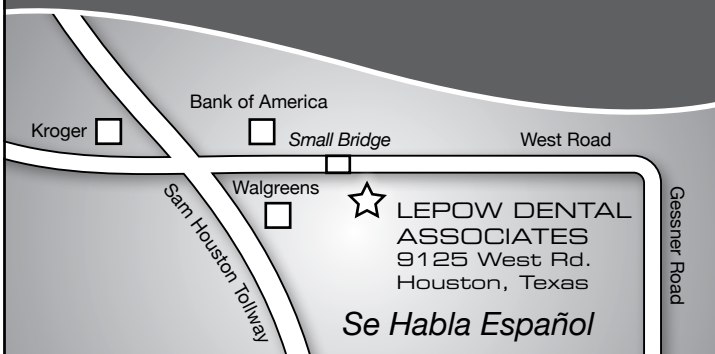 Bank of America
Kroger
Small Bridge
West Road
Walgreens
Sam Houston Tollway
LEPOW DENTAL
ASSOCIATES
9125 West Rd.
Houston, Texas
Gessner Road
Se Habla Español